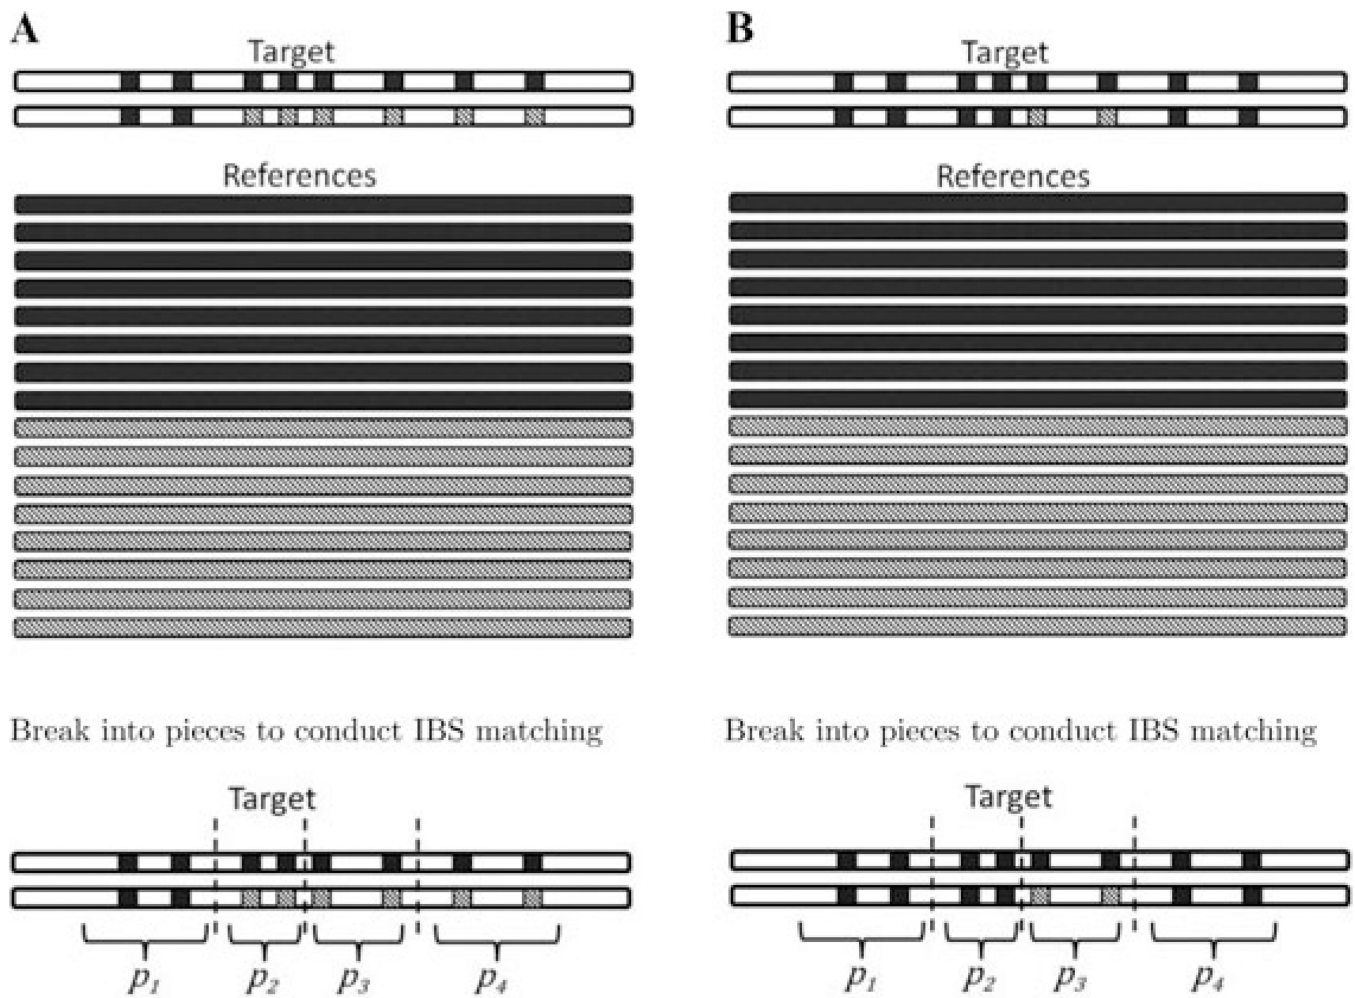 A
Target
References
Break into pieces to conduct IBS matching
Target
p1 p2 p3 p4
B
Target
References
Break into pieces to conduct IBS matching
Target
p1 p2 p3 p4